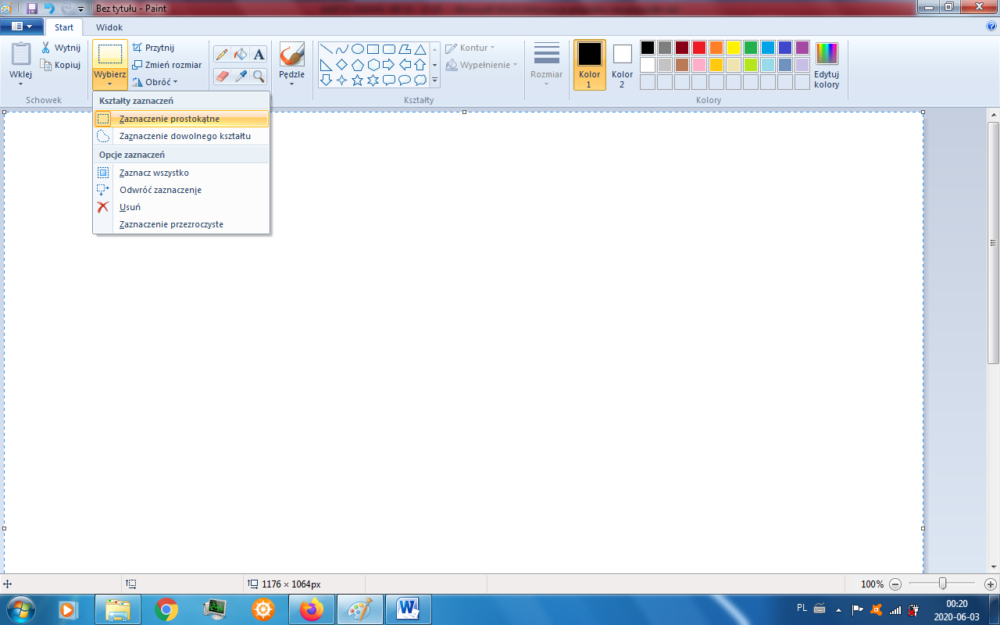 Bez tytułu - Paint
Start Widok
Wklej
Wytnij
Kopiuj
Schowek
Wybierz
Przytnij
Zmień rozmiar
Obróć
A
Pędzle
Kontur
Wypełnienie
Kształty
Rozmiar
Kolor 1
Kolor 2
Edytuj kolory
Kolory
Kształty zaznaczeń
Zaznaczenie prostokątne
Zaznaczenie dowolnego kształtu
Opcje zaznaczeń
Zaznacz wszystko
Odwróć zaznaczenie
Usuń
Zaznaczenie przezroczyste
1176 × 1064px
100%
PL
00:20
2020-06-03